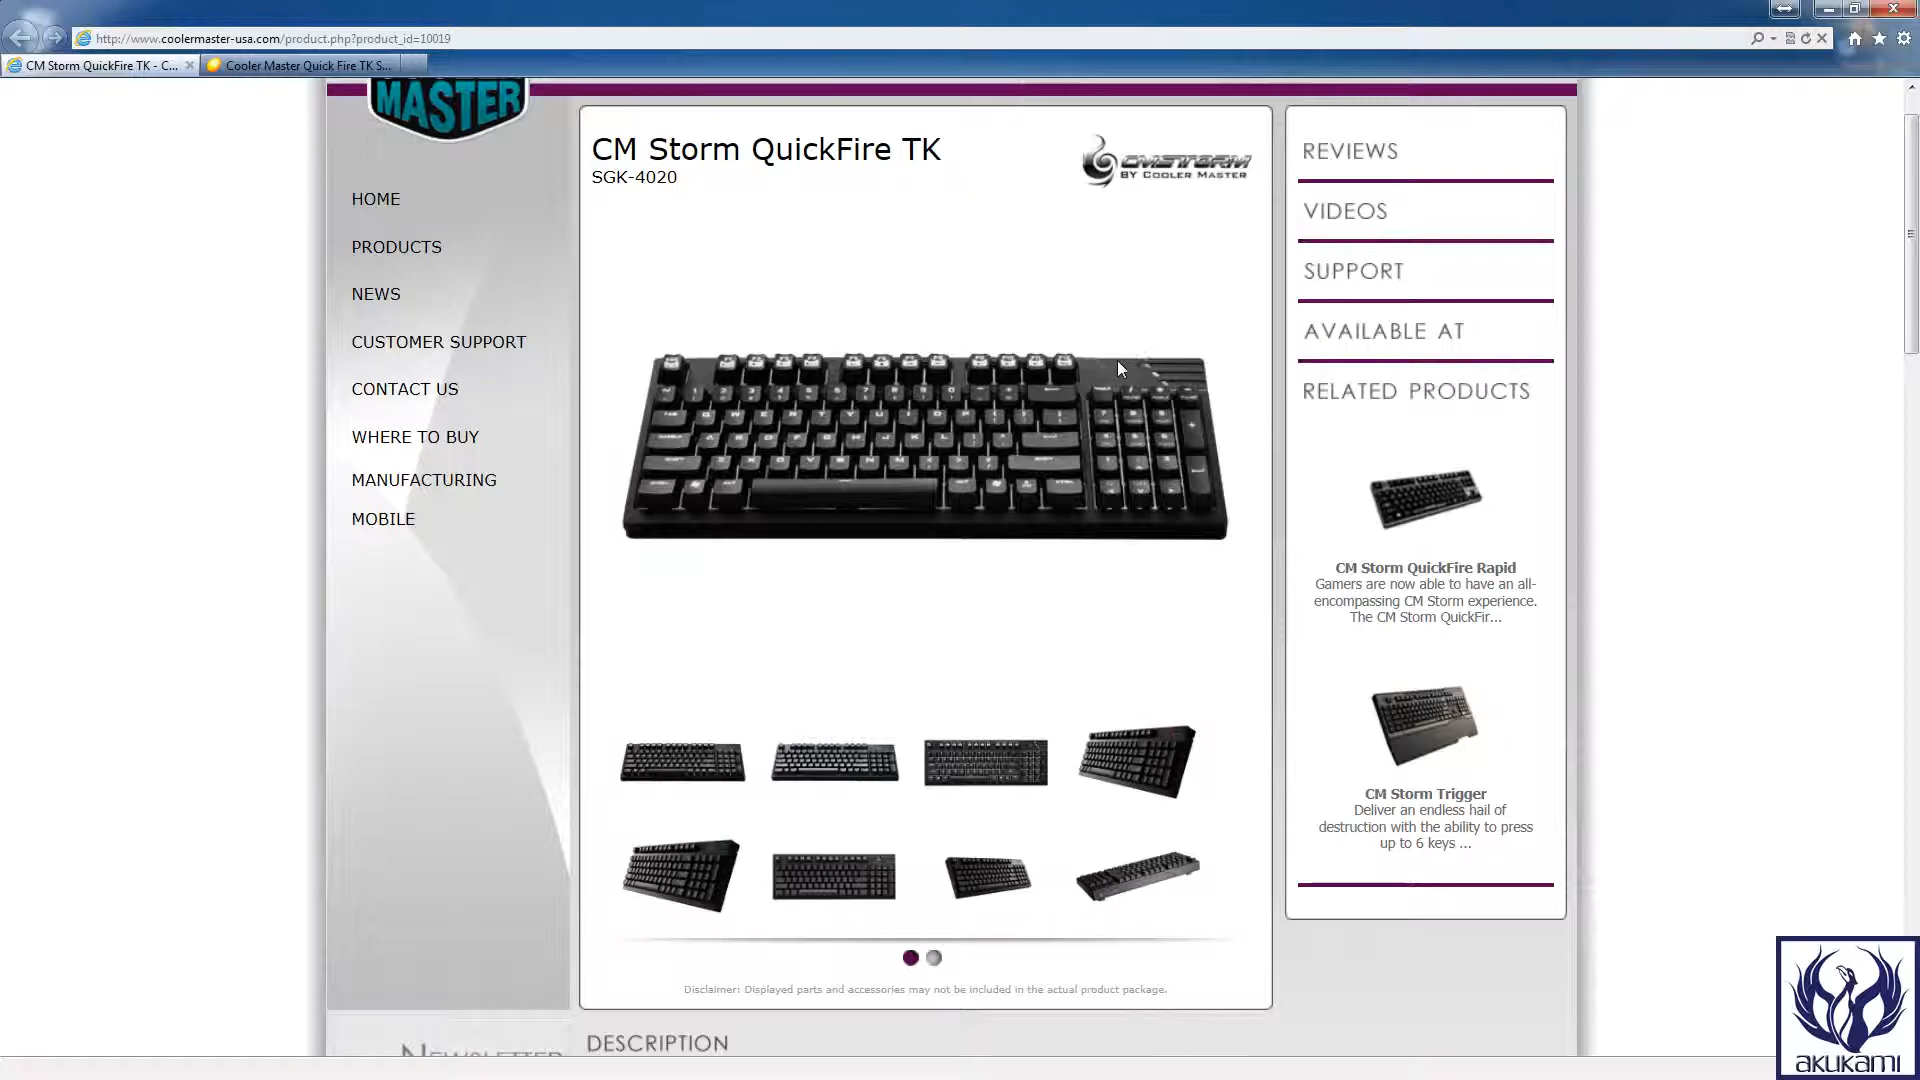 http://www.coolermaster-usa.com/product.php?product_id=10019
CM Storm QuickFire TK - C...
Cooler Master Quick Fire TK S...
MASTER
HOME
PRODUCTS
NEWS
CUSTOMER SUPPORT
CONTACT US
WHERE TO BUY
MANUFACTURING
MOBILE
CM Storm QuickFire TK
SGK-4020
CMSTORM
BY COOLER MASTER
Disclaimer: Displayed parts and accessories may not be included in the actual product package.
REVIEWS
VIDEOS
SUPPORT
AVAILABLE AT
RELATED PRODUCTS
CM Storm QuickFire Rapid
Gamers are now able to have an all-
encompassing CM Storm experience.
The CM Storm QuickFir...
CM Storm Trigger
Deliver an endless hail of
destruction with the ability to press
up to 6 keys ...
NEWSLETTER
DESCRIPTION
akukami